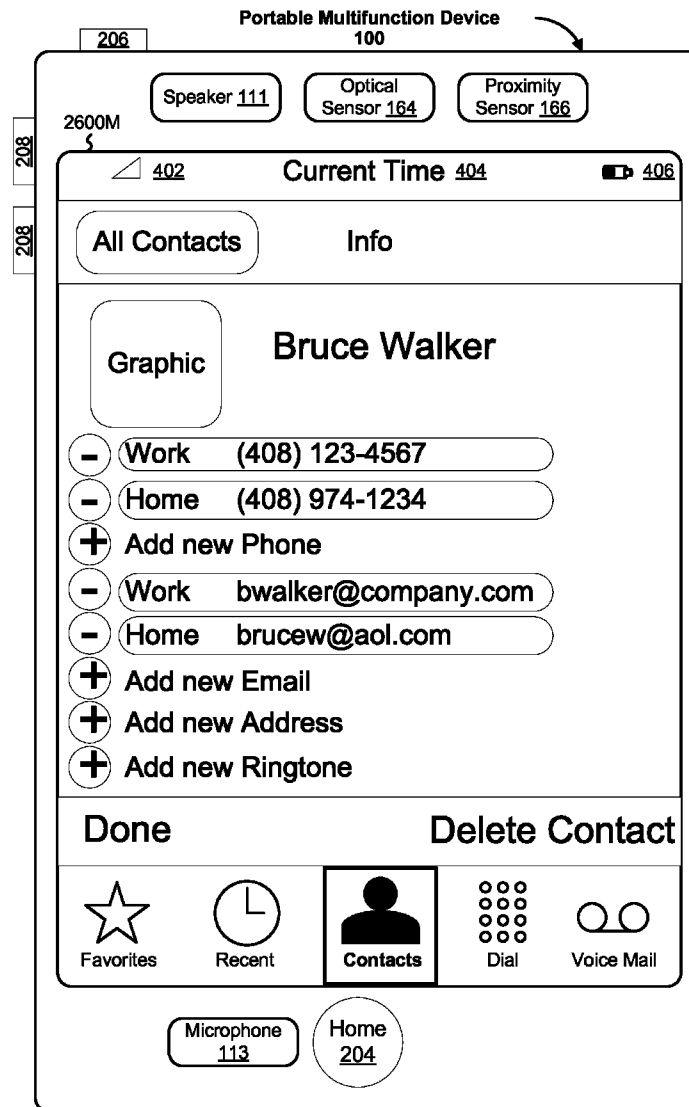 Portable Multifunction Device
100
206
Speaker 111
Optical
Sensor 164
Proximity
Sensor 166
2600M
208
208
402
Current Time 404
406
All Contacts
Info
Graphic
Bruce Walker
- Work (408) 123-4567
- Home (408) 974-1234
+ Add new Phone
- Work bwalker@company.com
- Home brucew@aol.com
+ Add new Email
+ Add new Address
+ Add new Ringtone
Done
Delete Contact
Favorites
Recent
Contacts
Dial
Voice Mail
Microphone
113
Home
204